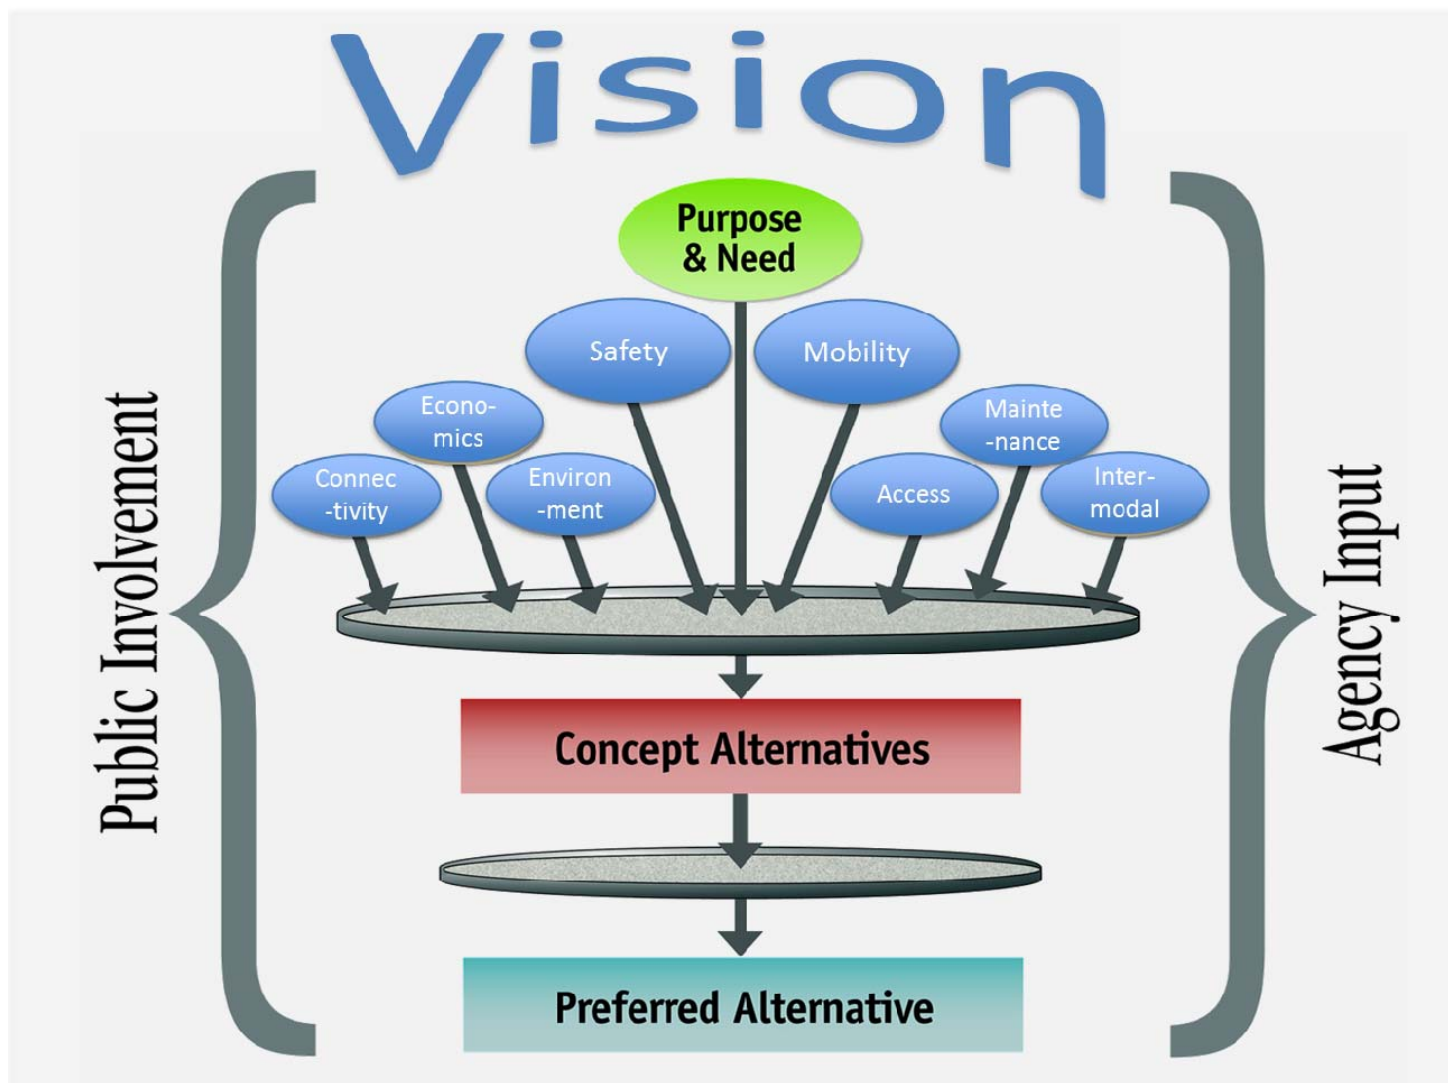 Vision
Purpose
& Need
Safety
Mobility
Econo-
mics
Mainte
-nance
Connec
-tivity
Environ
-ment
Access
Inter-
modal
Public Involvement
Agency Input
Concept Alternatives
Preferred Alternative